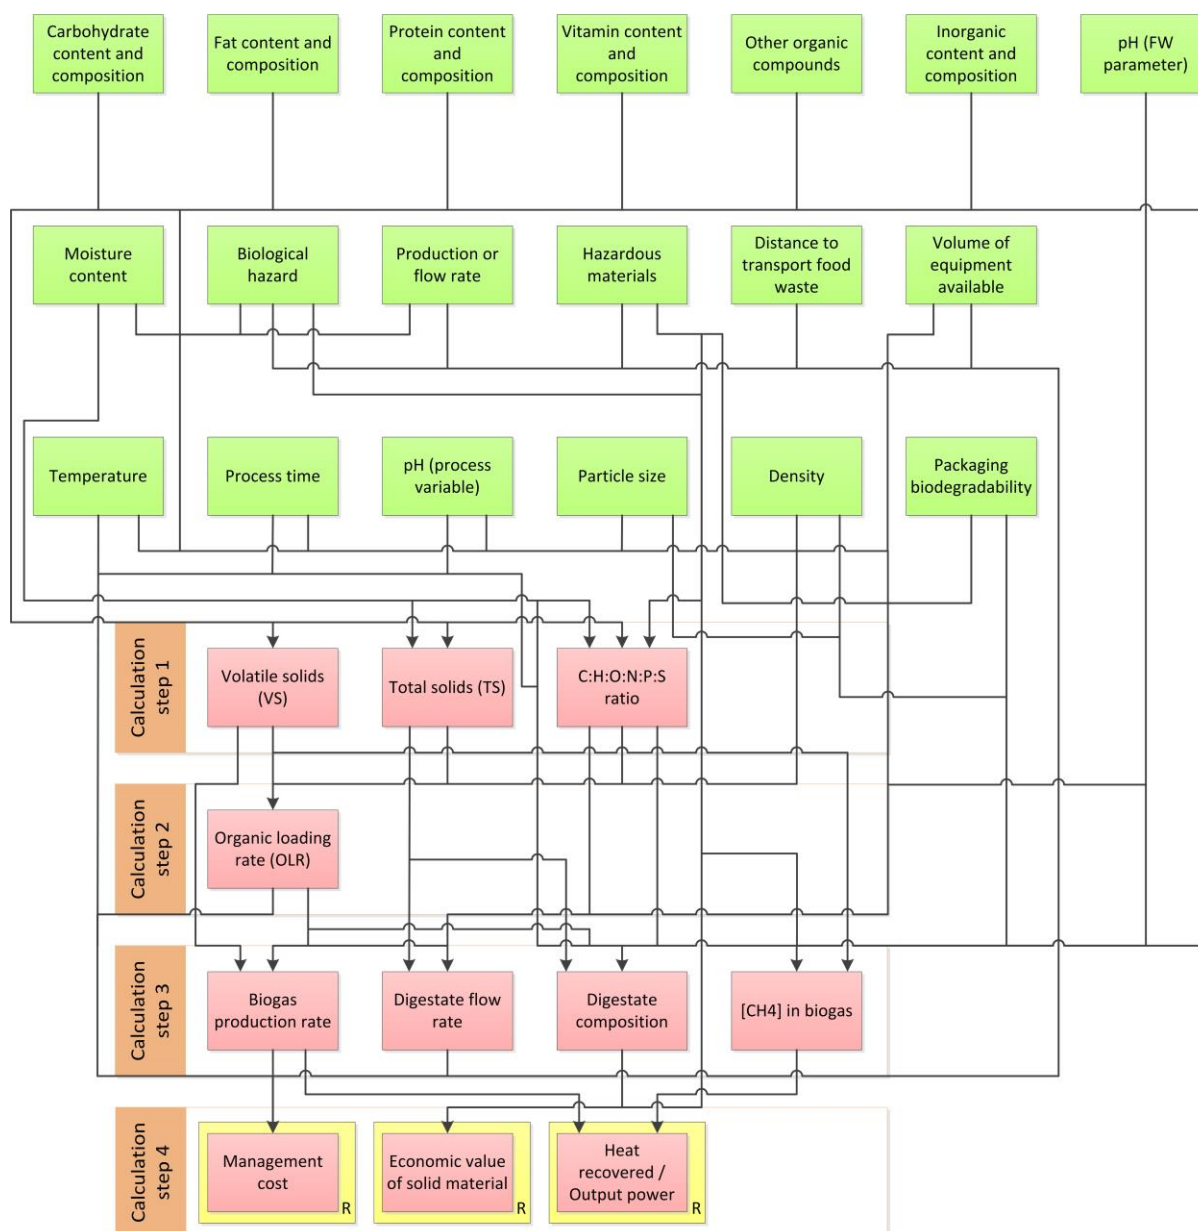 Carbohydrate
content and
composition
Fat content and
composition
Protein content
and
composition
Vitamin content
and
composition
Other organic
compounds
Inorganic
content and
composition
pH (FW
parameter)
Moisture
content
Biological
hazard
Production or
flow rate
Hazardous
materials
Distance to
transport food
waste
Volume of
equipment
available
Temperature
Process time
pH (process
variable)
Particle size
Density
Packaging
biodegradability
Calculation
step 1
Volatile solids
(VS)
Total solids (TS)
C:H:O:N:P:S
ratio
Calculation
step 2
Organic loading
rate (OLR)
Calculation
step 3
Biogas
production rate
Digestate flow
rate
Digestate
composition
[CH4] in biogas
Calculation
step 4
Management
cost
R
Economic value
of solid material
R
Heat
recovered /
Output power
R